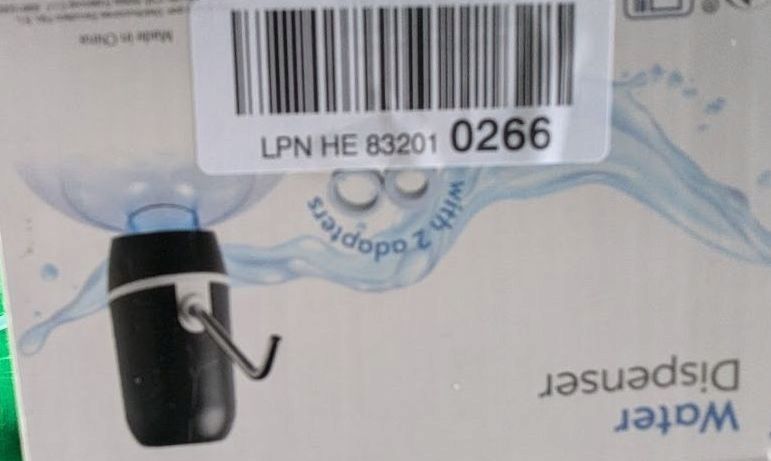 LPN HE 83201 0266
Water
Dispenser
with 2 adapters
Made in China